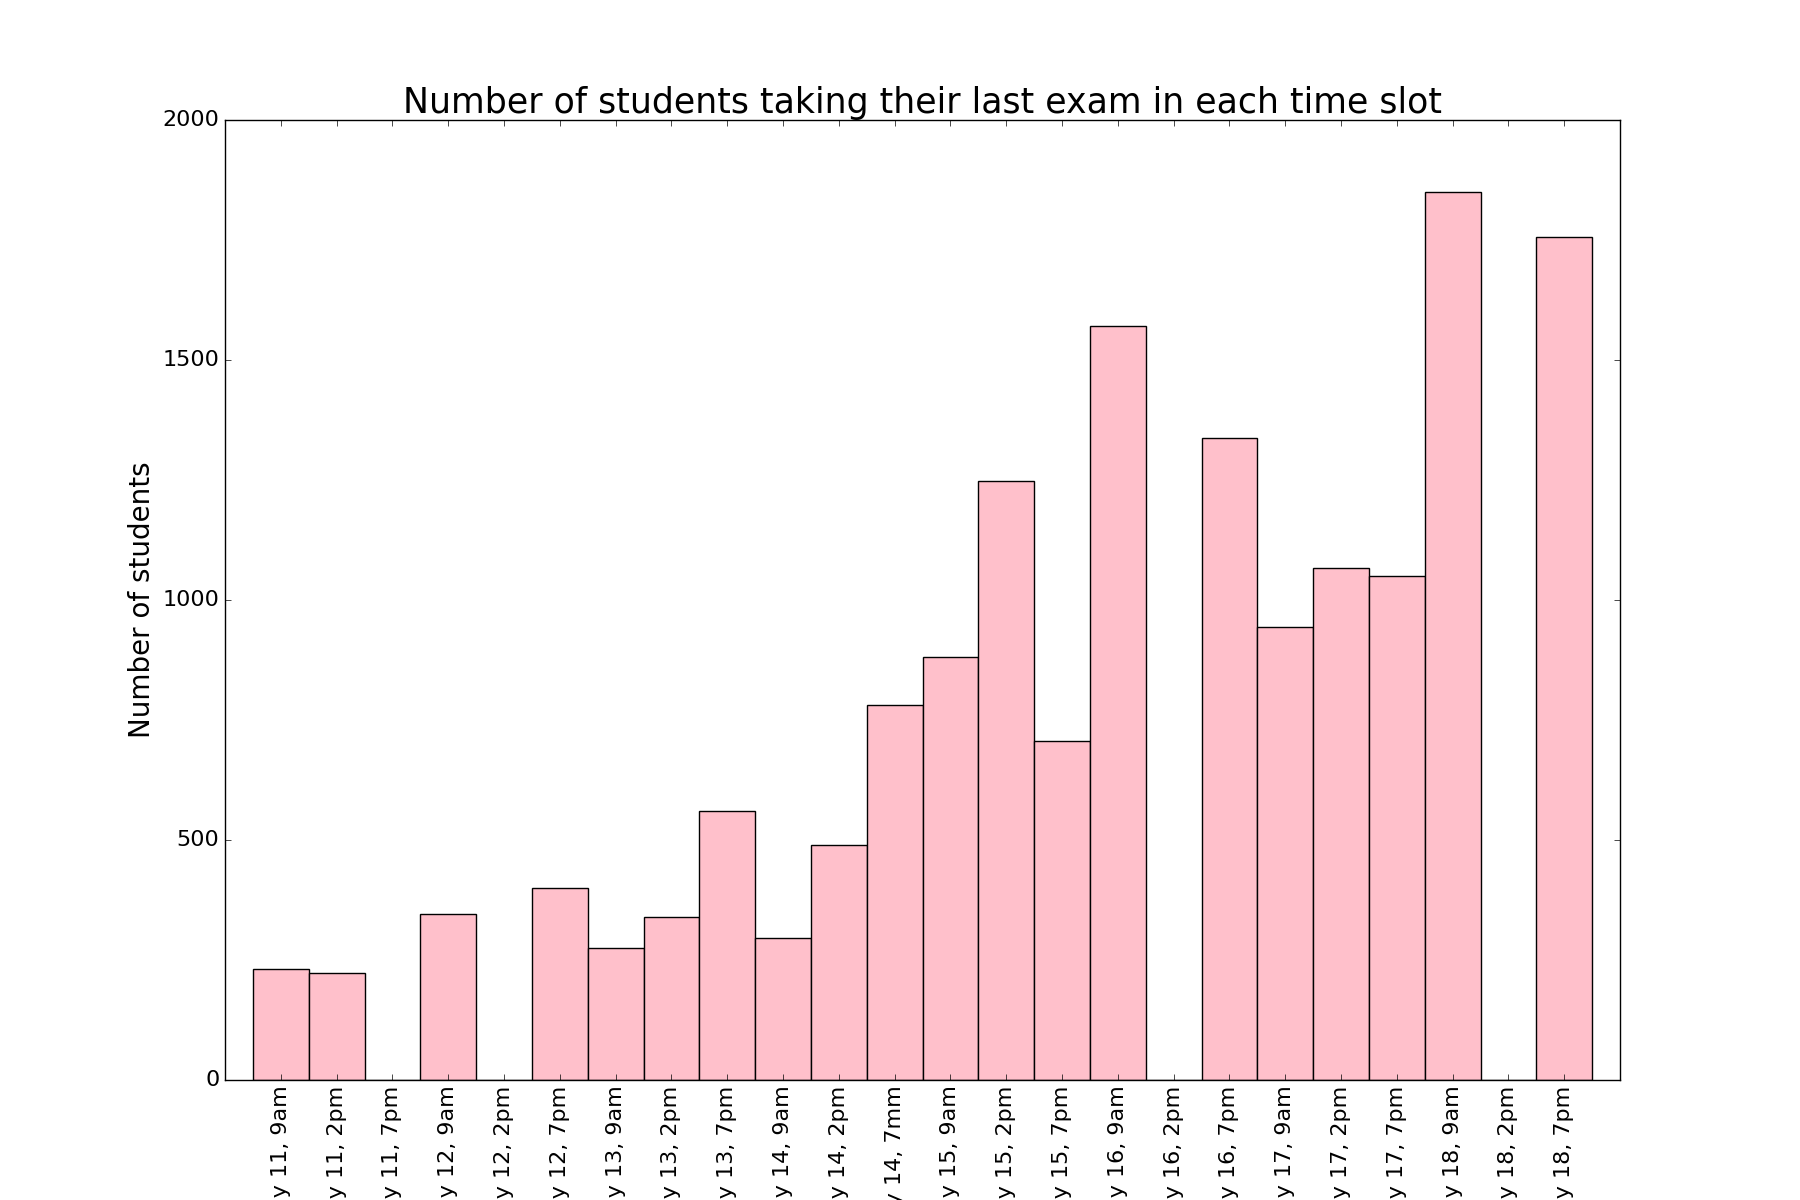 Number of students taking their last exam in each time slot
Number of students
2000
1500
1000
500
0
y 11, 9am
y 11, 2pm
y 11, 7pm
y 12, 9am
y 12, 2pm
y 12, 7pm
y 13, 9am
y 13, 2pm
y 13, 7pm
y 14, 9am
y 14, 2pm
y 14, 7mm
y 15, 9am
y 15, 2pm
y 15, 7pm
y 16, 9am
y 16, 2pm
y 16, 7pm
y 17, 9am
y 17, 2pm
y 17, 7pm
y 18, 9am
y 18, 2pm
y 18, 7pm